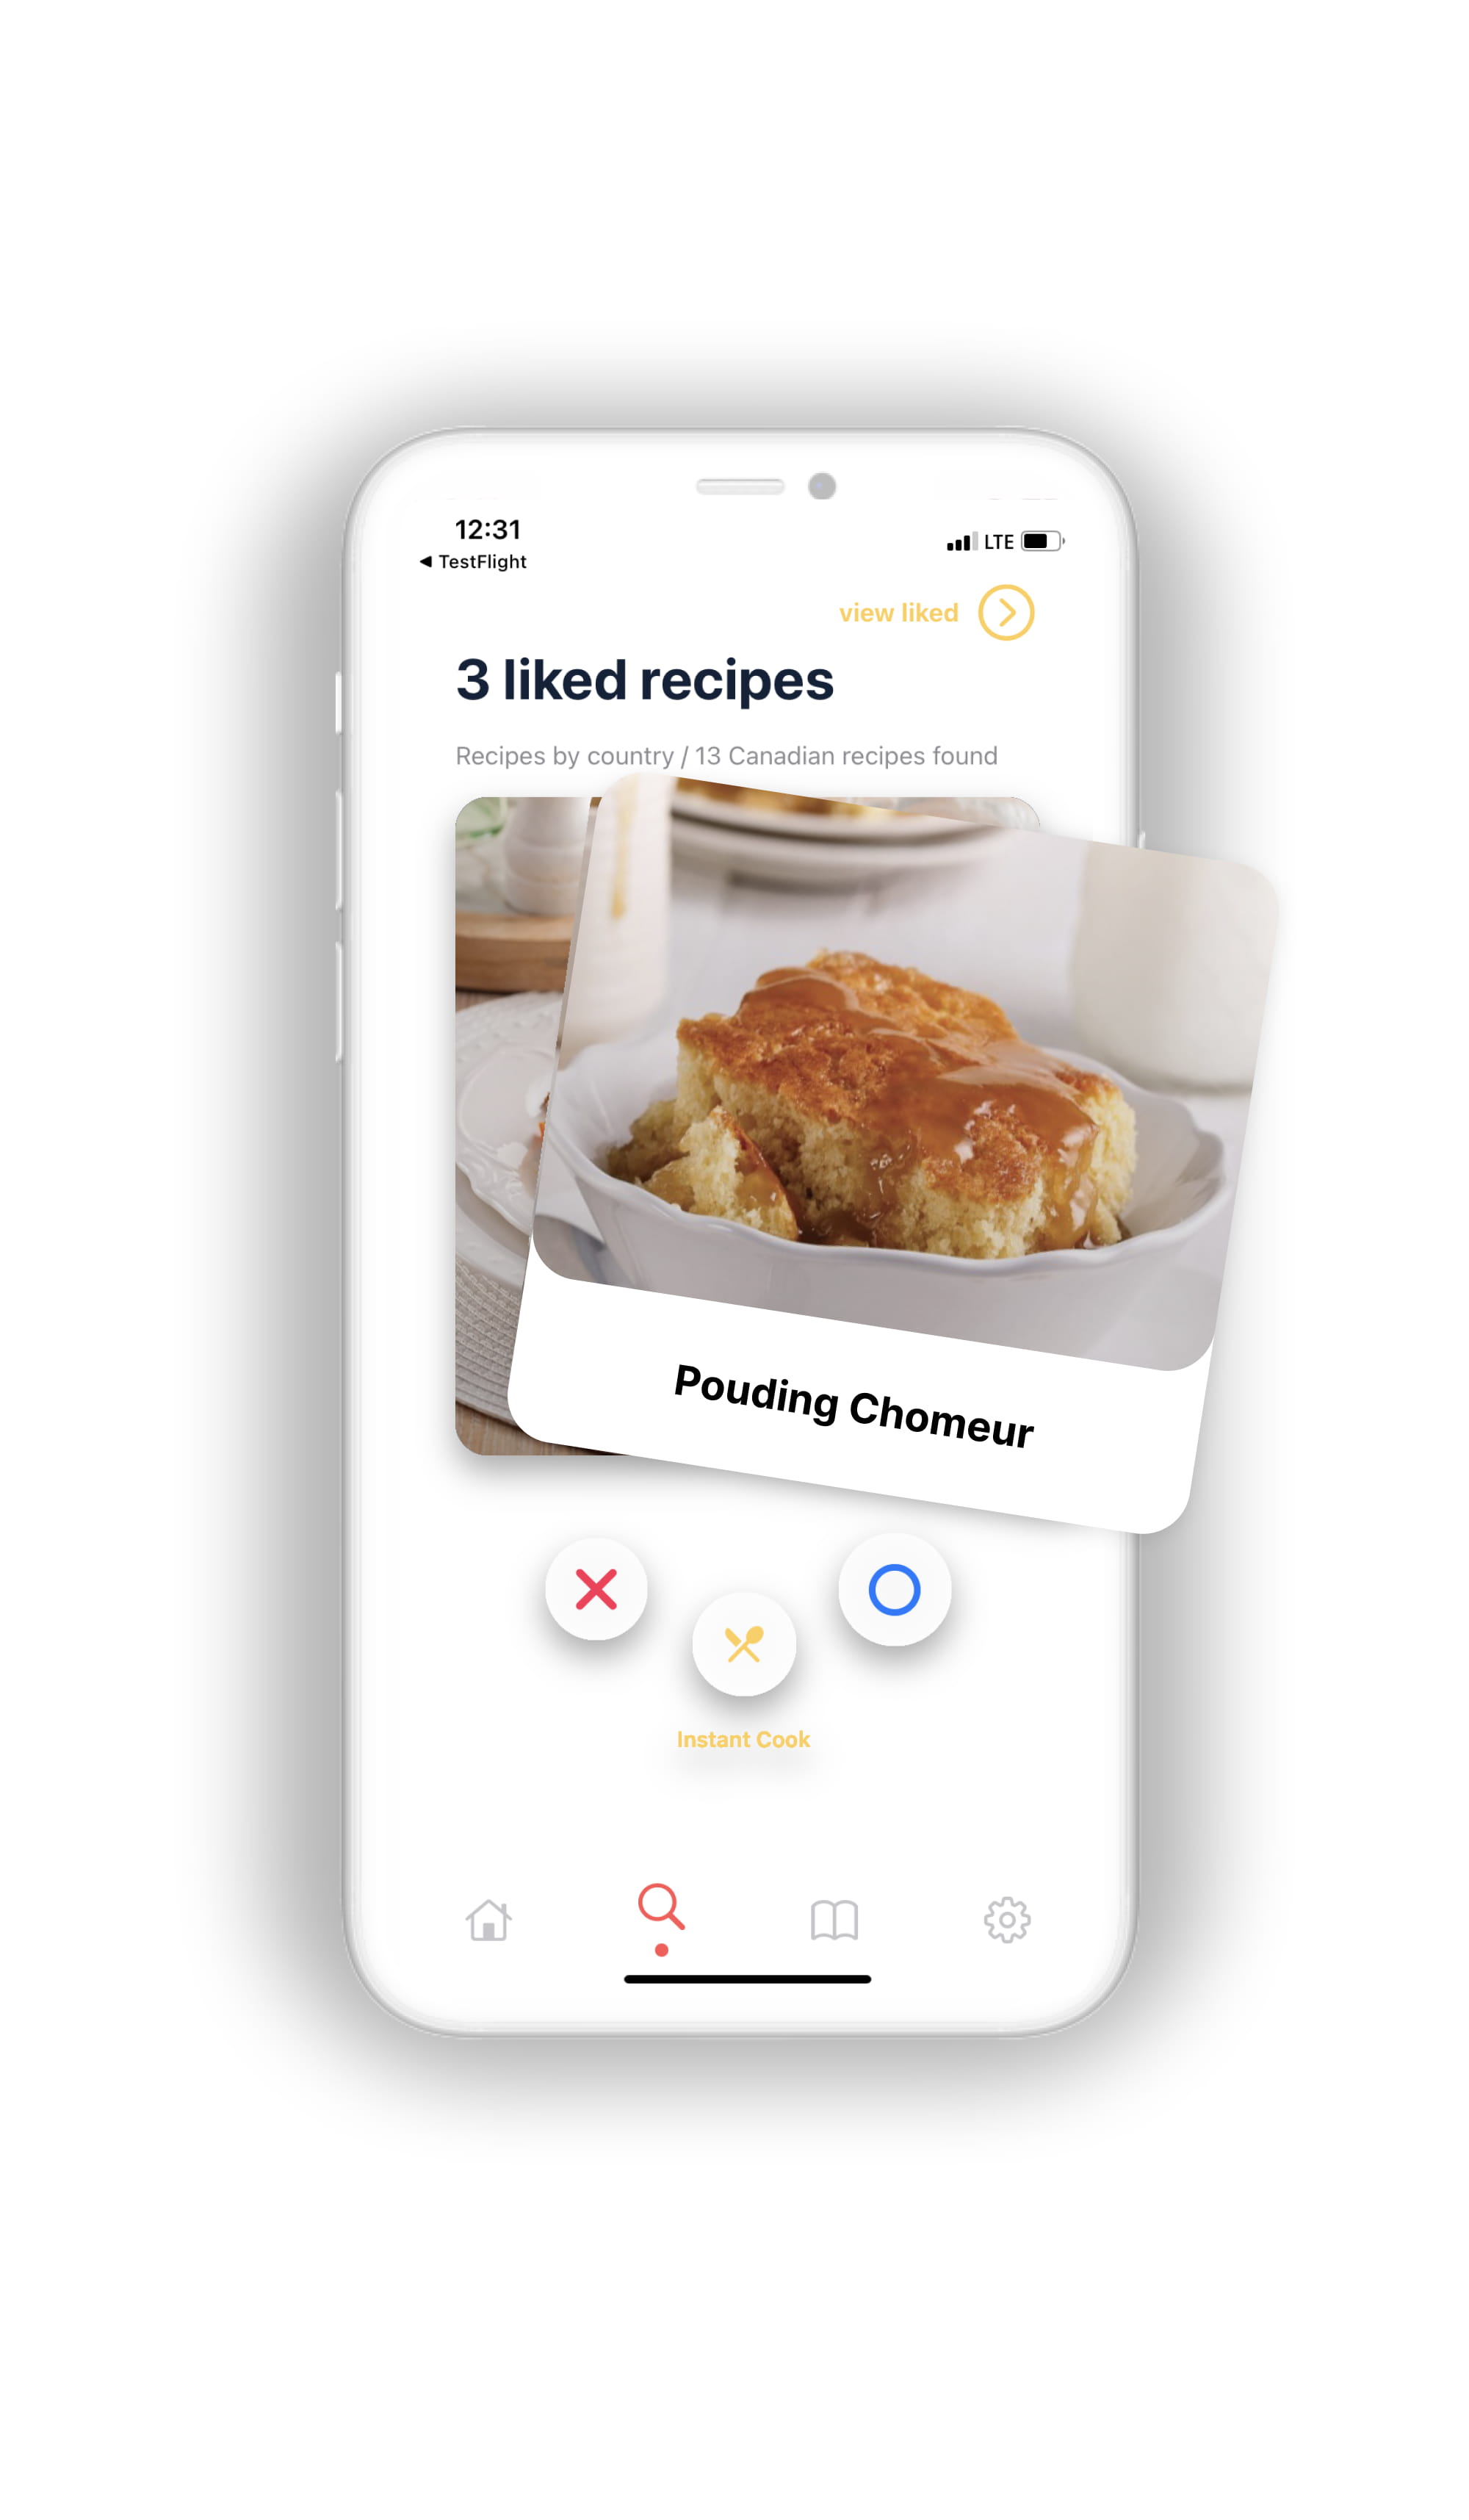 12:31
LTE
◀ TestFlight
view liked
3 liked recipes
Recipes by country / 13 Canadian recipes found
Pouding Chomeur
Instant Cook